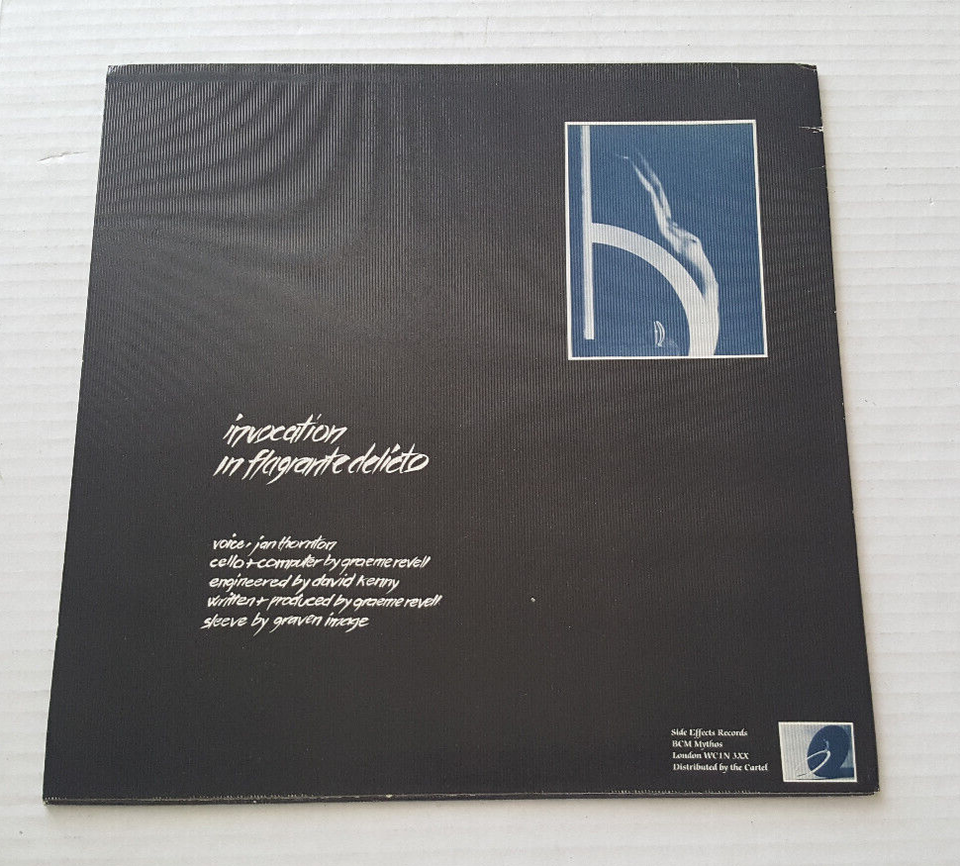 invocation
in flagrante delicto
voice · jan thornton
cello + computer by graeme revell
engineered by david kenny
written + produced by graeme revell
sleeve by graven image
Side Effects Records
BCM Mythos
London WC1N 3XX
Distributed by the Cartel